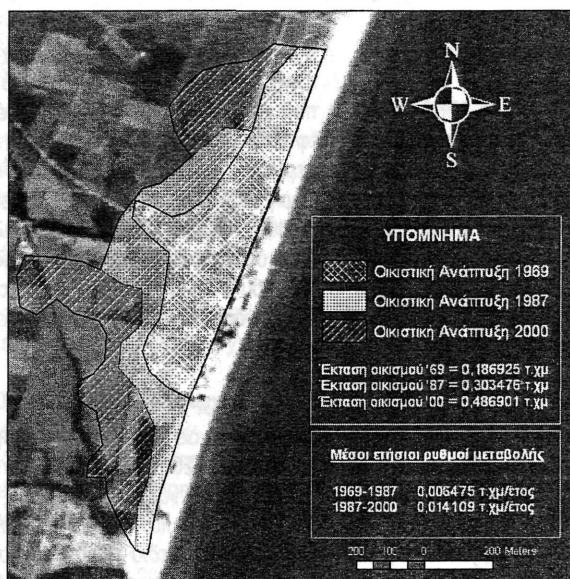 N
W E
S
ΥΠΟΜΝΗΜΑ
Οικιστική Ανάπτυξη 1969
Οικιστική Ανάπτυξη 1987
Οικιστική Ανάπτυξη 2000
Έκταση οικισμού '69 = 0,186925 τ.χμ
Έκταση οικισμού '87 = 0,303476 τ.χμ
Έκταση οικισμού '00 = 0,486901 τ.χμ
Μέσοι ετήσιοι ρυθμοί μεταβολής
1969-1987 0,006475 τ.χμ/έτος
1987-2000 0,014109 τ.χμ/έτος
200 100 0 200 Meters